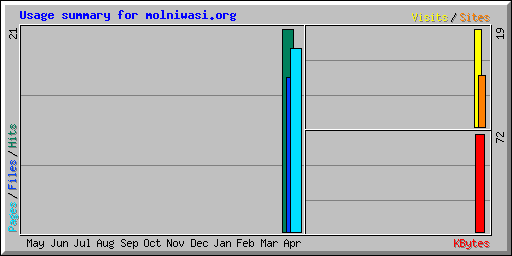 Usage summary for molniwasi.org
Visits/Sites
21
19
72
Pages/Files/Hits
May Jun Jul Aug Sep Oct Nov Dec Jan Feb Mar Apr
KBytes